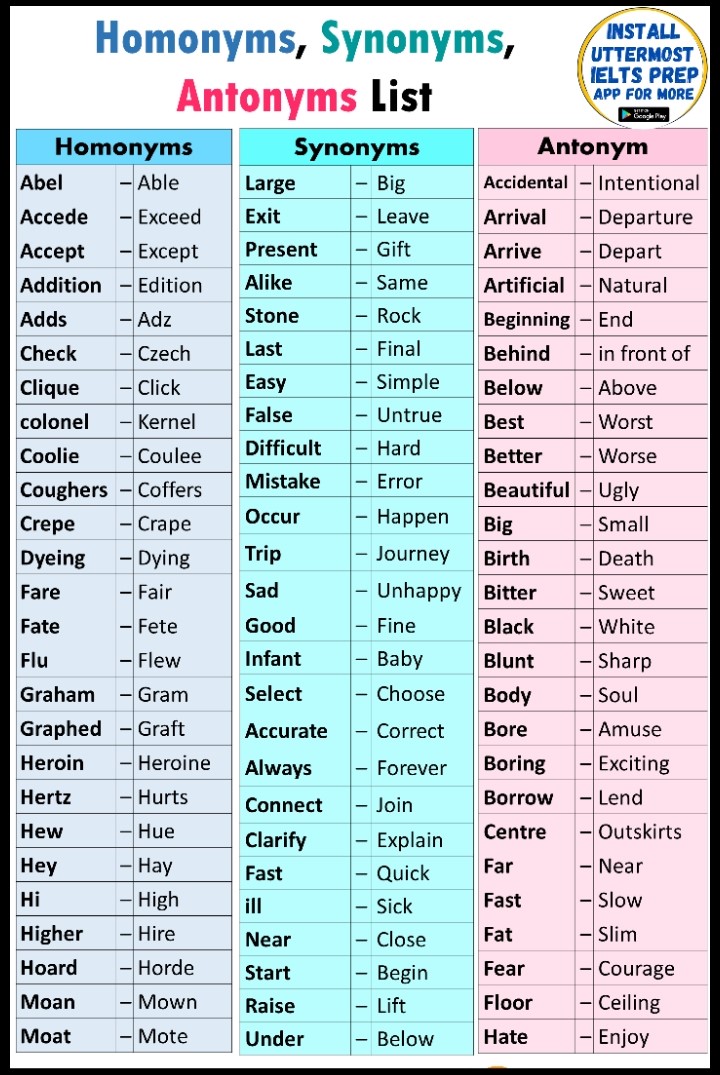 Homonyms, Synonyms,
Antonyms List
INSTALL
UTTERMOST
IELTS PREP
APP FOR MORE
Google Play
Homonyms
Abel – Able
Accede – Exceed
Accept – Except
Addition – Edition
Adds – Adz
Check – Czech
Clique – Click
colonel – Kernel
Coolie – Coulee
Coughers – Coffers
Crepe – Crape
Dyeing – Dying
Fare – Fair
Fate – Fete
Flu – Flew
Graham – Gram
Graphed – Graft
Heroin – Heroine
Hertz – Hurts
Hew – Hue
Hey – Hay
Hi – High
Higher – Hire
Hoard – Horde
Moan – Mown
Moat – Mote
Synonyms
Large – Big
Exit – Leave
Present – Gift
Alike – Same
Stone – Rock
Last – Final
Easy – Simple
False – Untrue
Difficult – Hard
Mistake – Error
Occur – Happen
Trip – Journey
Sad – Unhappy
Good – Fine
Infant – Baby
Select – Choose
Accurate – Correct
Always – Forever
Connect – Join
Clarify – Explain
Fast – Quick
ill – Sick
Near – Close
Start – Begin
Raise – Lift
Under – Below
Antonym
Accidental – Intentional
Arrival – Departure
Arrive – Depart
Artificial – Natural
Beginning – End
Behind – in front of
Below – Above
Best – Worst
Better – Worse
Beautiful – Ugly
Big – Small
Birth – Death
Bitter – Sweet
Black – White
Blunt – Sharp
Body – Soul
Bore – Amuse
Boring – Exciting
Borrow – Lend
Centre – Outskirts
Far – Near
Fast – Slow
Fat – Slim
Fear – Courage
Floor – Ceiling
Hate – Enjoy